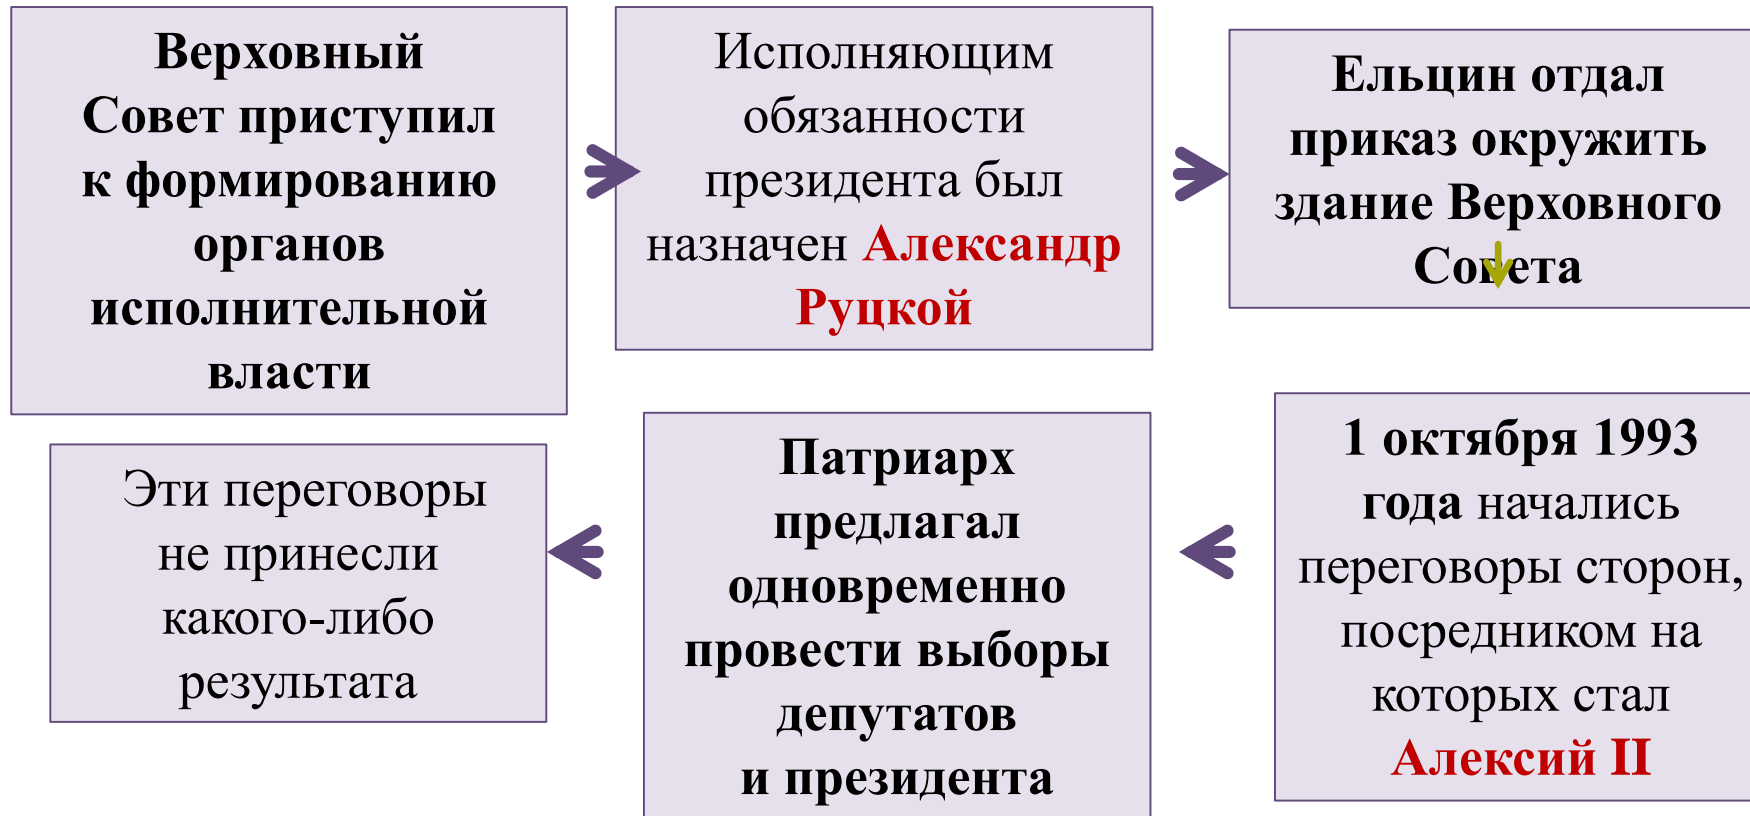 Верховный
Совет приступил
к формированию
органов
исполнительной
власти
Исполняющим
обязанности
президента был
назначен Александр
Руцкой
Ельцин отдал
приказ окружить
здание Верховного
Совета
1 октября 1993
года начались
переговоры сторон,
посредником на
которых стал
Алексий II
Патриарх
предлагал
одновременно
провести выборы
депутатов
и президента
Эти переговоры
не принесли
какого-либо
результата